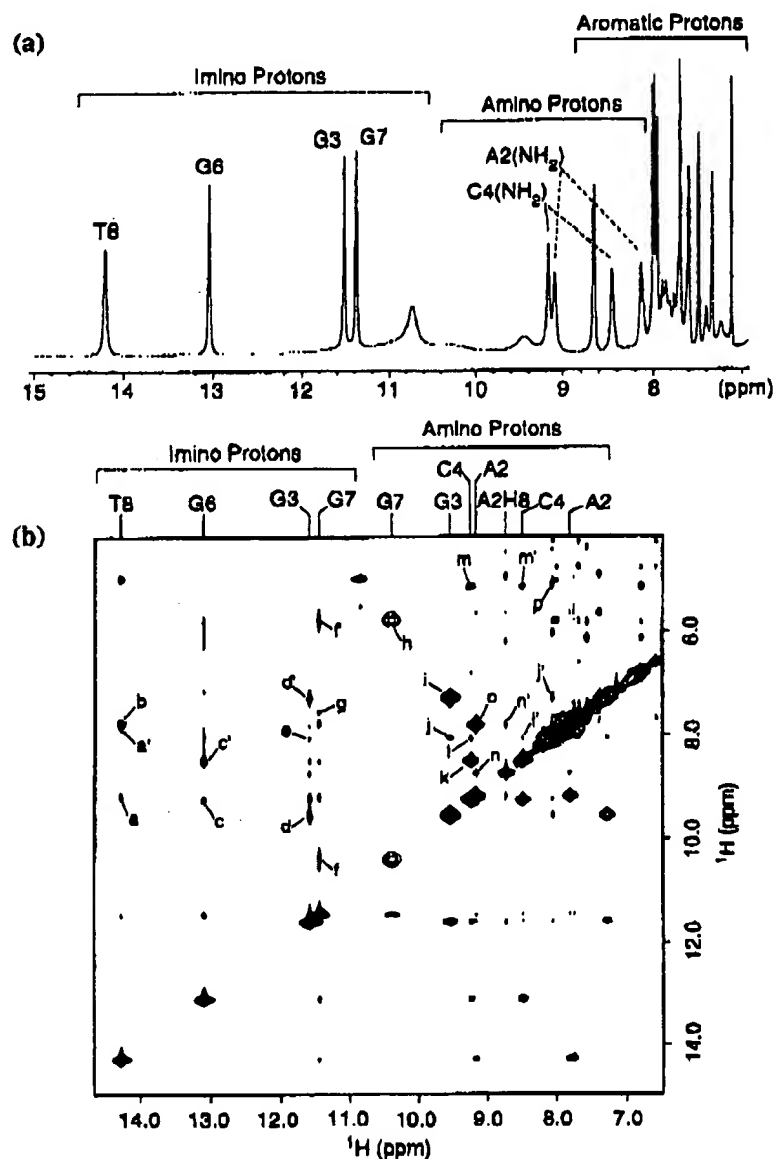 (a)
Aromatic Protons
Imino Protons
Amino Protons
G3 G7
A2(NH2)
C4(NH2)
G6
T8
15 14 13 12 11 10 9 8 (ppm)
Amino Protons
Imino Protons
C4 A2
T8 G6 G3 G7 G7 G3 A2H8 C4 A2
(b)
m m' p
f h
d' i j' 
b g o n'
a' c' e j l l'
k n
a c d
f
6.0
8.0
10.0
12.0
14.0
1H (ppm)
14.0 13.0 12.0 11.0 10.0 9.0 8.0 7.0
1H (ppm)